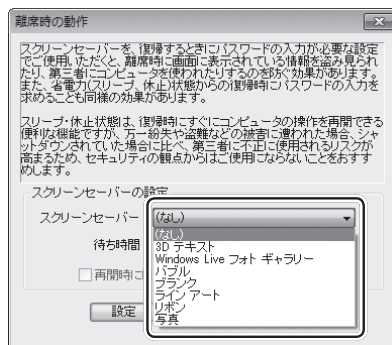 離席時の動作
スクリーンセーバーを、復帰するときにパスワードの入力が必要な設定
でご使用いただくと、離席時に画面に表示されている情報を盗み見られ
たり、第三者にコンピュータを使われたりするのを防ぐ効果があります。
また、省電力(スリープ、休止)状態からの復帰時にパスワードの入力を
求めることも同様の効果があります。
スリープ・休止状態は、復帰時にすぐにコンピュータの操作を再開できる
便利な機能ですが、万一紛失や盗難などの被害に遭われた場合、シャ
ットダウンされていた場合に比べ、第三者に不正に使用されるリスクが
高まるため、セキュリティの観点からはご使用にならないことをおすす
めします。
スクリーンセーバーの設定
スクリーンセーバー (なし)
待ち時間
(なし)
3D テキスト
Windows Live フォト ギャラリー
バブル
ブランク
ライン アート
リボン
写真
再開時に
設定